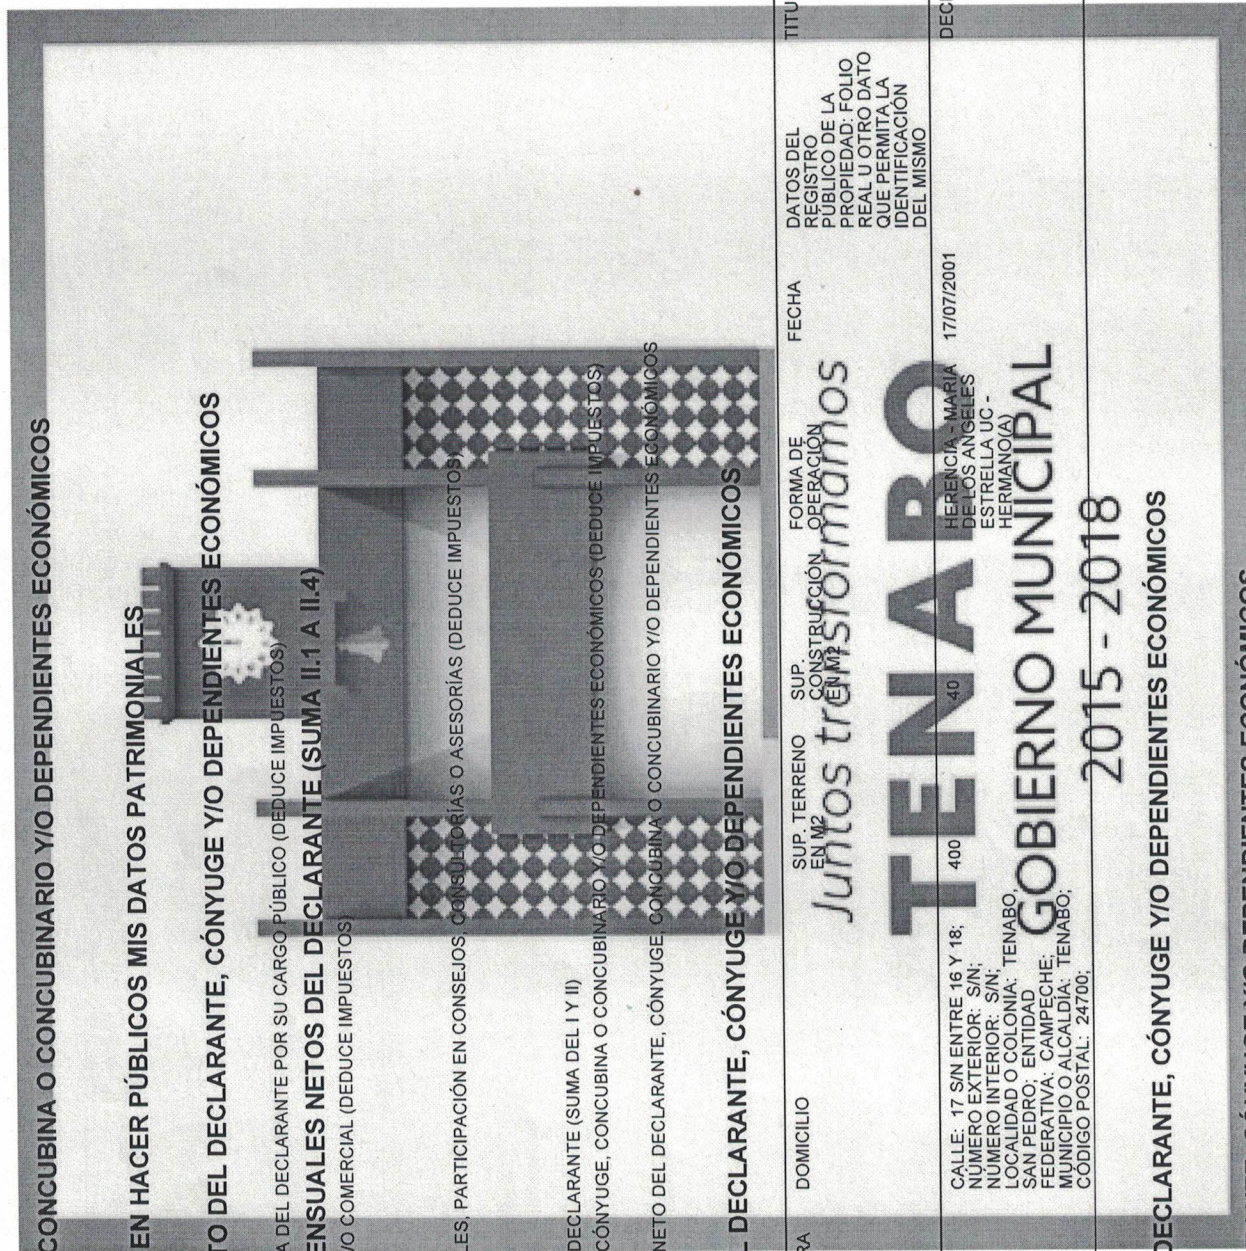 CONCUBINA O CONCUBINARIO Y/O DEPENDIENTES ECONÓMICOS
EN HACER PÚBLICOS MIS DATOS PATRIMONIALES
TO DEL DECLARANTE, CÓNYUGE Y/O DEPENDIENTES ECONÓMICOS
A DEL DECLARANTE POR SU CARGO PÚBLICO (DEDUCE IMPUESTOS)
ENSUALES NETOS DEL DECLARANTE (SUMA II.1 A II.4)
/O COMERCIAL (DEDUCE IMPUESTOS)
LES, PARTICIPACIÓN EN CONSEJOS, CONSULTORÍAS O ASESORÍAS (DEDUCE IMPUESTOS)
DECLARANTE (SUMA DEL I Y II)
CÓNYUGE, CONCUBINA O CONCUBINARIO Y/O DEPENDIENTES ECONÓMICOS (DEDUCE IMPUESTOS)
NETO DEL DECLARANTE, CÓNYUGE, CONCUBINA O CONCUBINARIO Y/O DEPENDIENTES ECONÓMICOS
L DECLARANTE, CÓNYUGE Y/O DEPENDIENTES ECONÓMICOS
RA
DOMICILIO
SUP. TERRENO
EN M2
SUP.
CONSTRUCCIÓN
EN M2
FORMA DE
OPERACIÓN
FECHA
DATOS DEL
REGISTRO
PÚBLICO DE LA
PROPIEDAD: FOLIO
REAL U OTRO DATO
QUE PERMITA LA
IDENTIFICACIÓN
DEL MISMO
TITU
Juntos transformamos
TENABO
CALLE: 17 S/N ENTRE 16 Y 18;
NÚMERO EXTERIOR: S/N;
NÚMERO INTERIOR: S/N;
LOCALIDAD O COLONIA: TENABO,
SAN PEDRO; ENTIDAD
FEDERATIVA: CAMPECHE;
MUNICIPIO O ALCALDÍA: TENABO;
CÓDIGO POSTAL: 24700;
400
40
HERENCIA - MARIA
DE LOS ANGELES
ESTRELLA UC -
HERMANO(A)
17/07/2001
DEC
GOBIERNO MUNICIPAL
2015 - 2018
DECLARANTE, CÓNYUGE Y/O DEPENDIENTES ECONÓMICOS